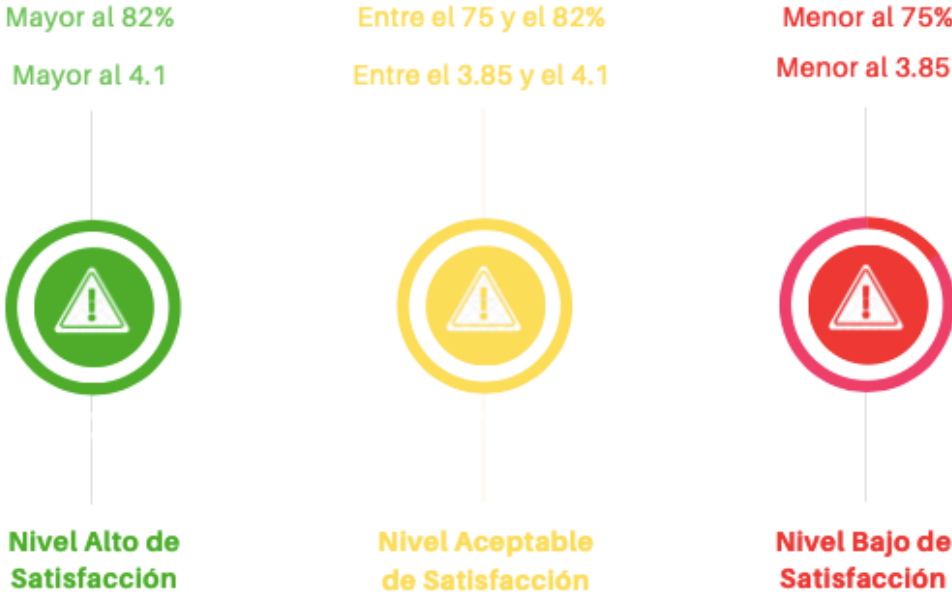 Mayor al 82%
Mayor al 4.1
Nivel Alto de
Satisfacción
Entre el 75 y el 82%
Entre el 3.85 y el 4.1
Nivel Aceptable
de Satisfacción
Menor al 75%
Menor al 3.85
Nivel Bajo de
Satisfacción